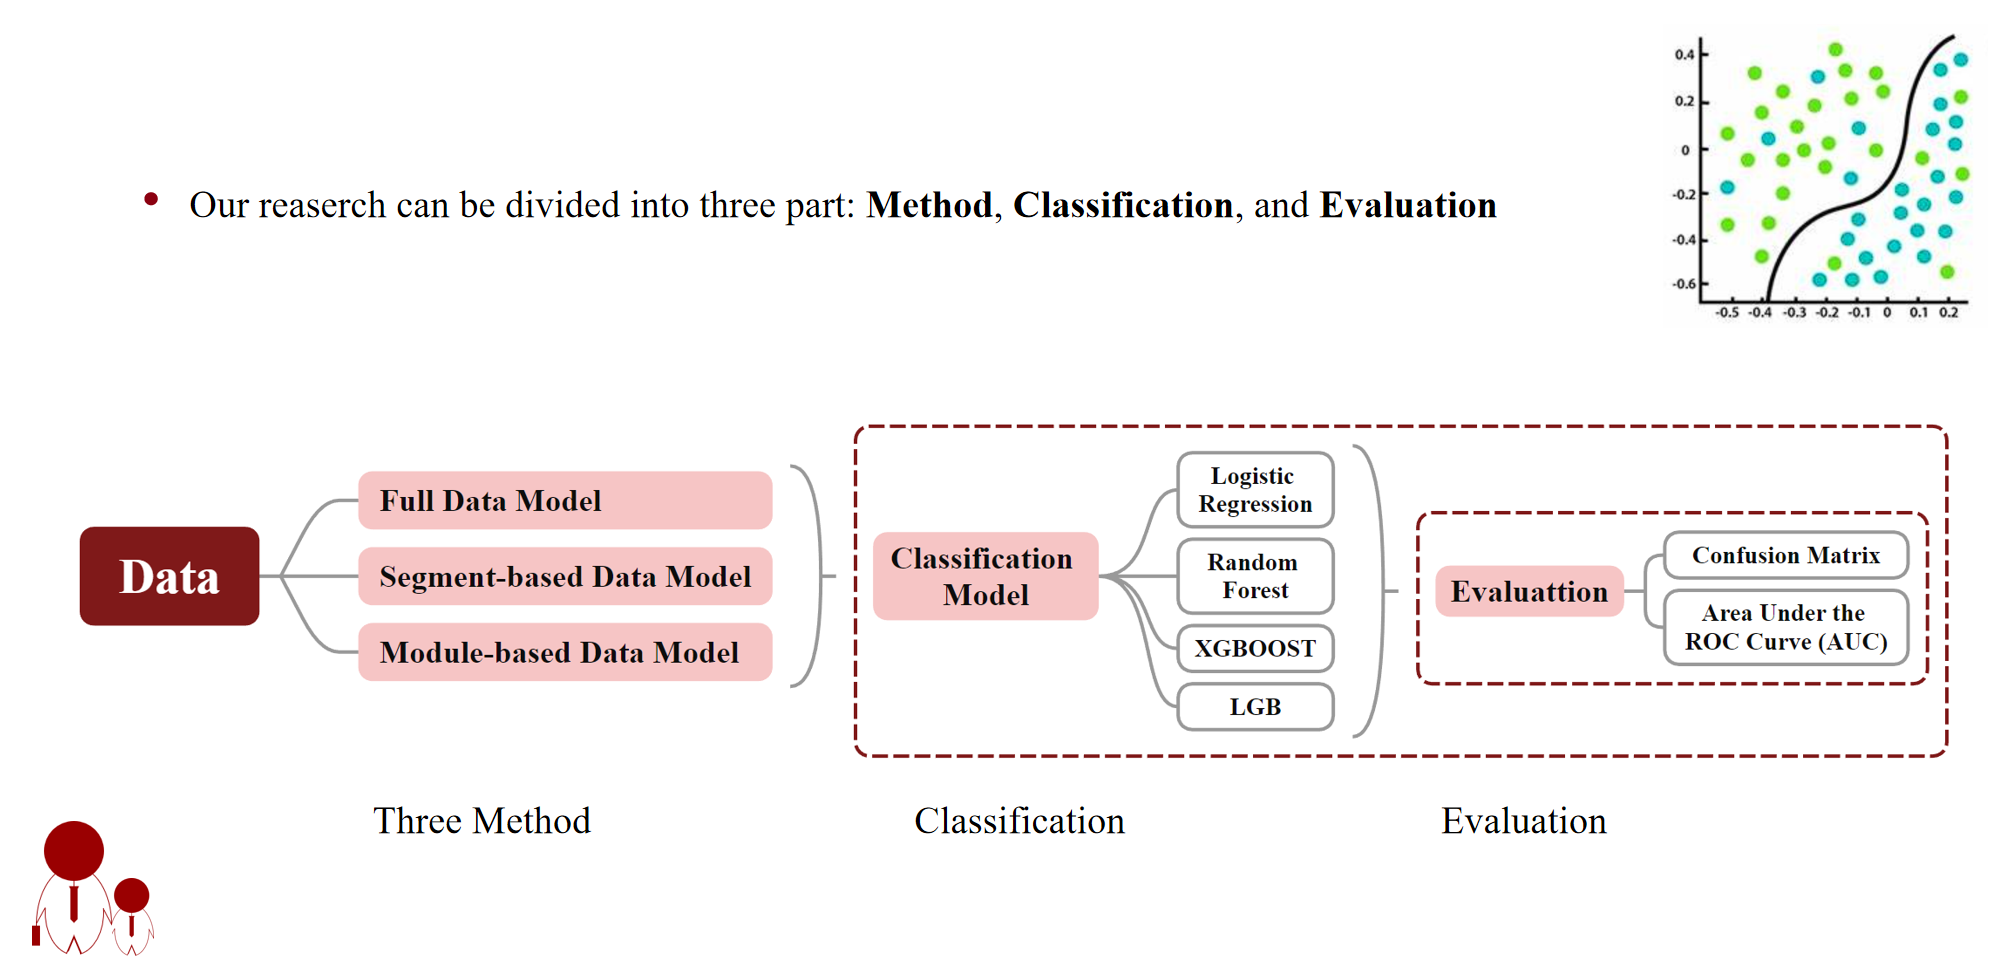 0.4
0.2
0
-0.2
-0.4
-0.6
-0.5 -0.4 -0.3 -0.2 -0.1 0 0.1 0.2
• Our reaserch can be divided into three part: Method, Classification, and Evaluation
Data
Full Data Model
Segment-based Data Model
Module-based Data Model
Classification
Model
Logistic
Regression
Random
Forest
XGBOOST
LGB
Evaluattion
Confusion Matrix
Area Under the
ROC Curve (AUC)
Three Method
Classification
Evaluation